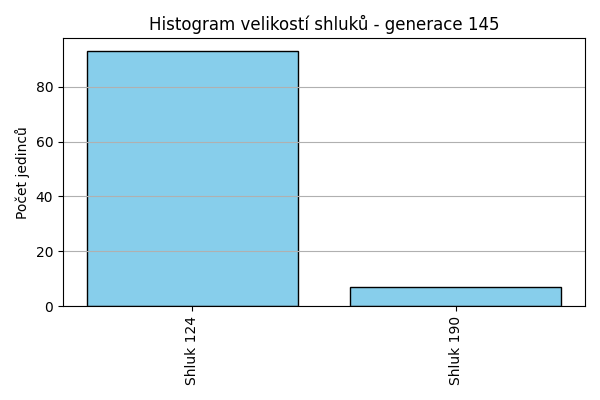 Histogram velikostí shluků - generace 145
Počet jedinců
80
60
40
20
0
Shluk 124
Shluk 190